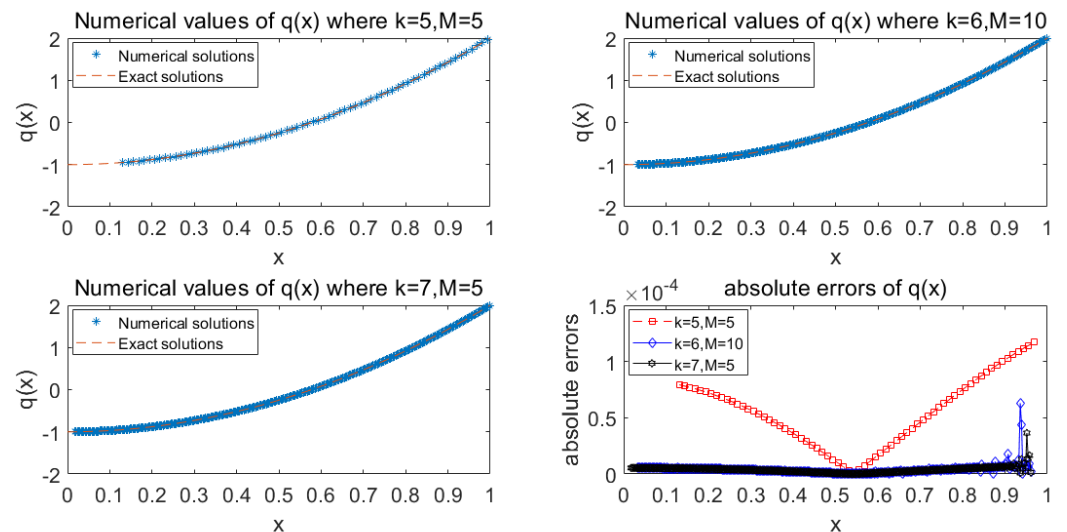 Numerical values of q(x) where k=5,M=5
2
1
0
-1
-2
q(x)
Numerical solutions
Exact solutions
0 0.1 0.2 0.3 0.4 0.5 0.6 0.7 0.8 0.9 1
x
Numerical values of q(x) where k=6,M=10
2
1
0
-1
-2
q(x)
Numerical solutions
Exact solutions
0 0.1 0.2 0.3 0.4 0.5 0.6 0.7 0.8 0.9 1
x
Numerical values of q(x) where k=7,M=5
2
1
0
-1
-2
q(x)
Numerical solutions
Exact solutions
0 0.1 0.2 0.3 0.4 0.5 0.6 0.7 0.8 0.9 1
x
×10-4
absolute errors of q(x)
1.5
1
0.5
0
absolute errors
k=5,M=5
k=6,M=10
k=7,M=5
0 0.1 0.2 0.3 0.4 0.5 0.6 0.7 0.8 0.9 1
x